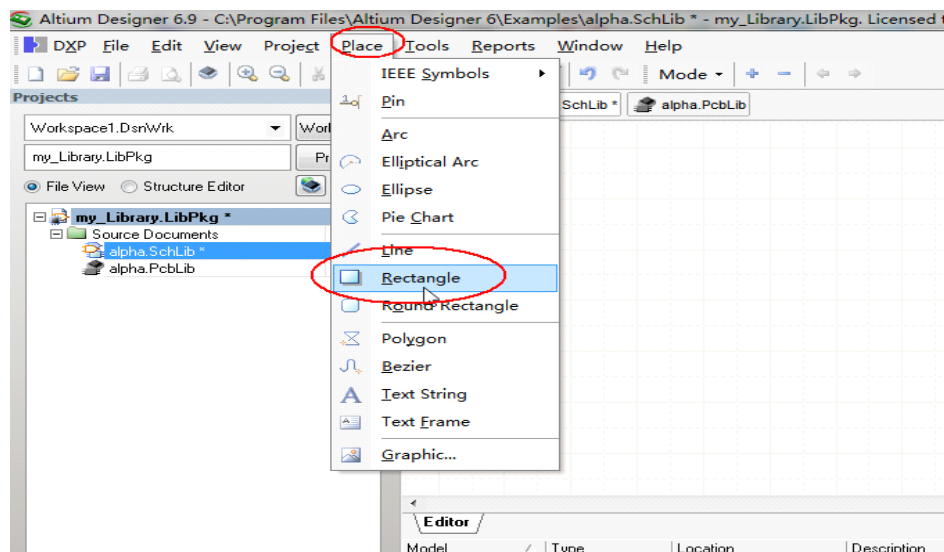 Altium Designer 6.9 - C:\Program Files\Altium Designer 6\Examples\alpha.SchLib * - my_Library.LibPkg. Licensed
DXP File Edit View Project Place Tools Reports Window Help
Mode
Projects
SchLib * alpha.PcbLib
Workspace1.DsnWrk
my_Library.LibPkg
File View Structure Editor
my_Library.LibPkg *
Source Documents
alpha.SchLib *
alpha.PcbLib
IEEE Symbols
Pin
Arc
Elliptical Arc
Ellipse
Pie Chart
Line
Rectangle
Round Rectangle
Polygon
Bezier
Text String
Text Frame
Graphic...
Editor
Model / Type Location Description